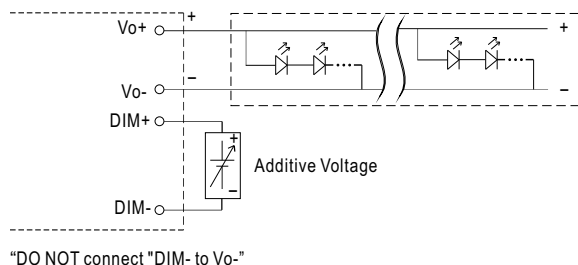 Vo+
+
+
−
Vo-
−
DIM+
+
Additive Voltage
−
DIM-
“DO NOT connect "DIM- to Vo-”